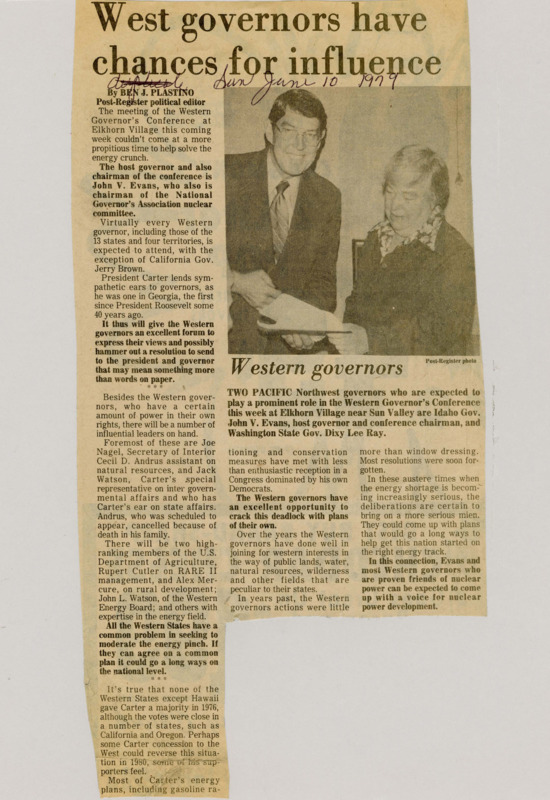 West governors have
chances for influence
Sun June 10 1979
By BEN J. PLASTINO
Post-Register political editor
The meeting of the Western
Governor's Conference at
Elkhorn Village this coming
week couldn't come at a more
propitious time to help solve the
energy crunch.
The host governor and also
chairman of the conference is
John V. Evans, who also is
chairman of the National
Governor's Association nuclear
committee.
Virtually every Western
governor, including those of the
13 states and four territories, is
expected to attend, with the
exception of California Gov.
Jerry Brown.
President Carter lends sym-
pathetic ears to governors, as
he was one in Georgia, the first
since President Roosevelt some
40 years ago.
It thus will give the Western
governors an excellent forum to
express their views and possibly
hammer out a resolution to send
to the president and governor
that may mean something more
than words on paper.
***
Besides the Western gover-
nors, who have a certain
amount of power in their own
rights, there will be a number of
influential leaders on hand.
Foremost of these are Joe
Nagel, Secretary of Interior
Cecil D. Andrus assistant on
natural resources, and Jack
Watson, Carter's special
representative on inter govern-
mental affairs and who has
Carter's ear on state affairs.
Andrus, who was scheduled to
appear, cancelled because of
death in his family.
There will be two high-
ranking members of the U.S.
Department of Agriculture,
Rupert Cutler on RARE II
management, and Alex Mer-
cure, on rural development;
John L. Watson, of the Western
Energy Board; and others with
expertise in the energy field.
All the Western States have a
common problem in seeking to
moderate the energy pinch. If
they can agree on a common
plan it could go a long ways on
the national level.
***
It's true that none of the
Western States except Hawaii
gave Carter a majority in 1976,
although the votes were close in
a number of states, such as
California and Oregon. Perhaps
some Carter concession to the
West could reverse this situa-
tion in 1980, some of his sup-
porters feel.
Most of Carter's energy
plans, including gasoline ra-
Post-Register photo
Western governors
TWO PACIFIC Northwest governors who are expected to
play a prominent role in the Western Governor's Conference
this week at Elkhorn Village near Sun Valley are Idaho Gov.
John V. Evans, host governor and conference chairman, and
Washington State Gov. Dixy Lee Ray.
tioning and conservation
measures have met with less
than enthusiastic reception in a
Congress dominated by his own
Democrats.
The Western governors have
an excellent opportunity to
crack this deadlock with plans
of their own.
Over the years the Western
governors have done well in
joining for western interests in
the way of public lands, water,
natural resources, wilderness
and other fields that are
peculiar to their states.
In years past, the Western
governors actions were little
more than window dressing.
Most resolutions were soon for-
gotten.
In these austere times when
the energy shortage is becom-
ing increasingly serious, the
deliberations are certain to
bring on a more serious mien.
They could come up with plans
that would go a long ways to
help get this nation started on
the right energy track.
In this connection, Evans and
most Western governors who
are proven friends of nuclear
power can be expected to come
up with a voice for nuclear
power development.